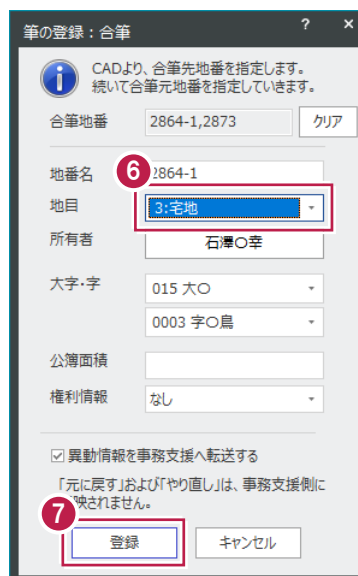 筆の登録：合筆 ? ×
CADより、合筆先地番を指定します。
続いて合筆元地番を指定していきます。
合筆地番 2864-1,2873 クリア
地番名 2864-1
6
地目 3:宅地
所有者 石澤〇幸
大字･字 015 大〇
0003 字〇鳥
公簿面積
権利情報 なし
異動情報を事務支援へ転送する
「元に戻す」および「やり直し」は、事務支援側に
映されません。
7
登録 キャンセル